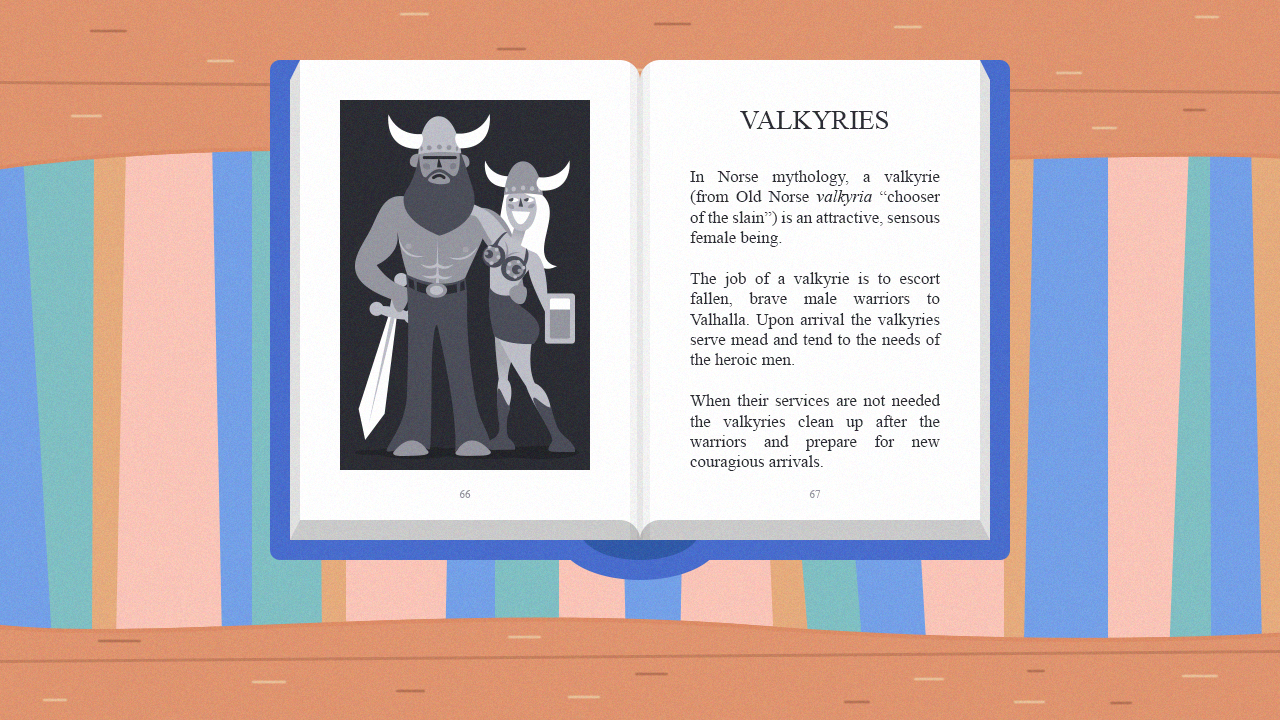 66
VALKYRIES
In Norse mythology, a valkyrie
(from Old Norse valkyria “chooser
of the slain”) is an attractive, sensous
female being.
The job of a valkyrie is to escort
fallen, brave male warriors to
Valhalla. Upon arrival the valkyries
serve mead and tend to the needs of
the heroic men.
When their services are not needed
the valkyries clean up after the
warriors and prepare for new
couragious arrivals.
67